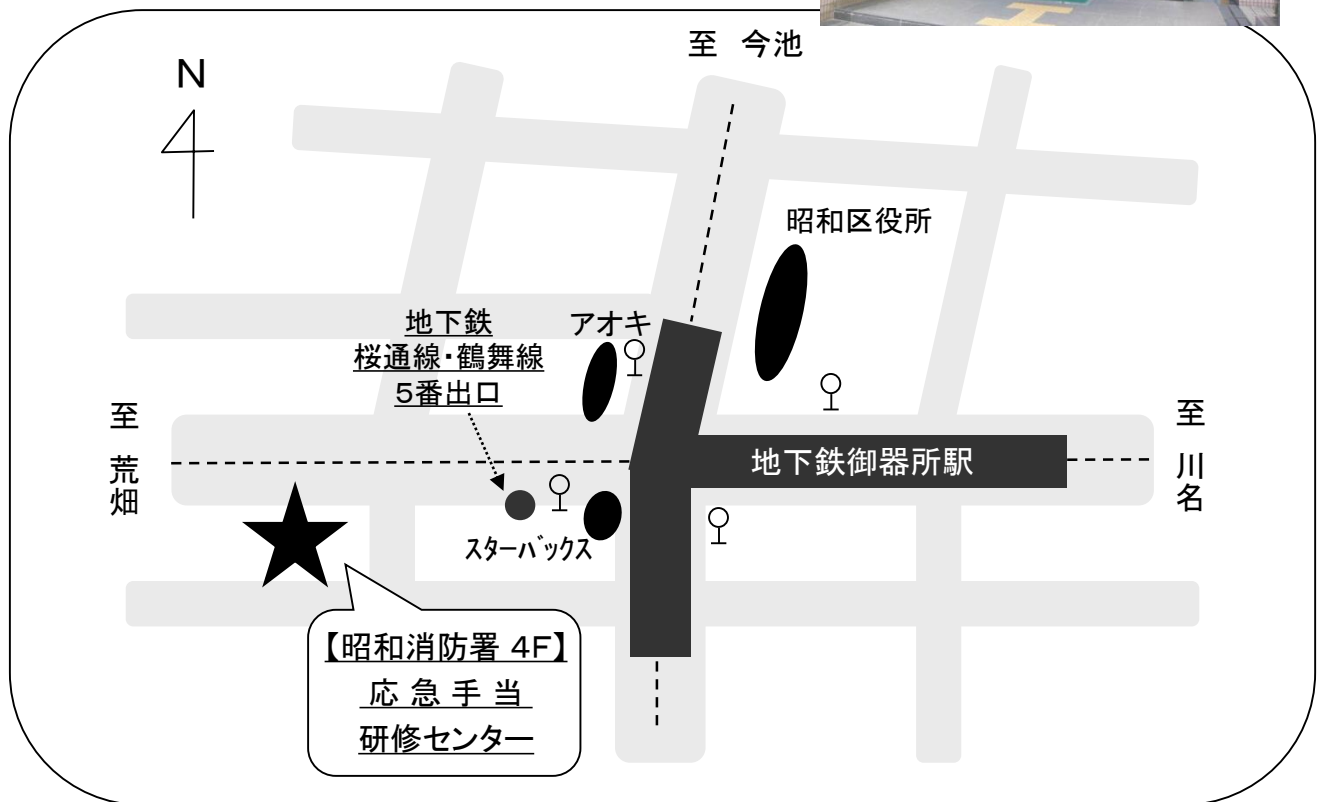 至 今池
N
昭和区役所
地下鉄
桜通線・鶴舞線
５番出口
アオキ
至 荒畑
地下鉄御器所駅
至 川名
ｽﾀｰﾊﾞｯｸｽ
【昭和消防署 ４Ｆ】
応 急 手 当
研修センター